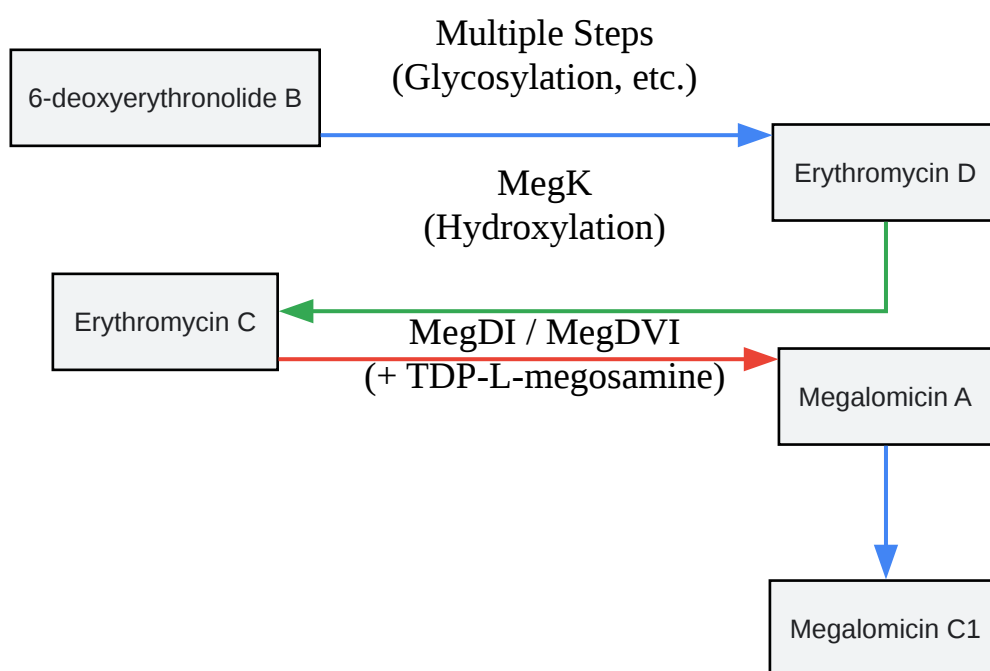 Multiple Steps
(Glycosylation, etc.)
6-deoxyerythronolide B
Erythromycin D
MegK
(Hydroxylation)
Erythromycin C
MegDI / MegDVI
(+ TDP-L-megosamine)
Megalomicin A
Megalomicin C1